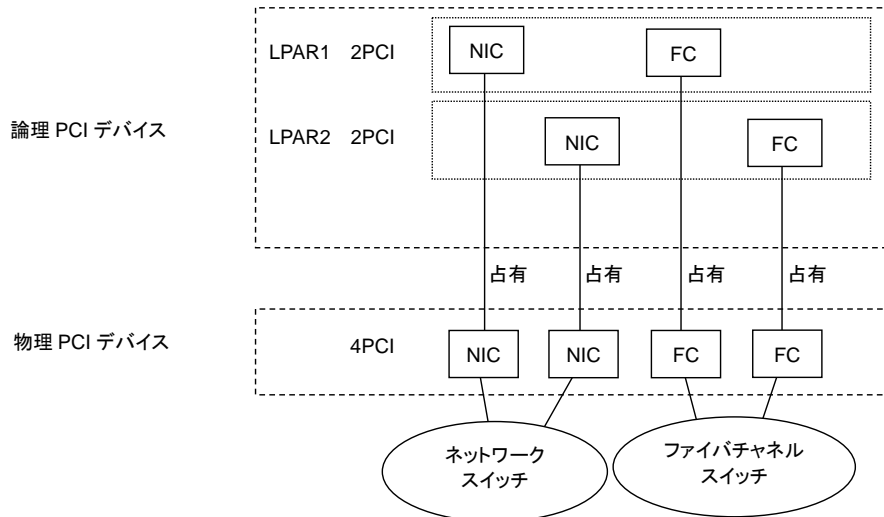 LPAR1 2PCI NIC FC
論理 PCI デバイス
LPAR2 2PCI NIC FC
占有 占有 占有 占有
物理 PCI デバイス 4PCI NIC NIC FC FC
ネットワーク
スイッチ
ファイバチャネル
スイッチ